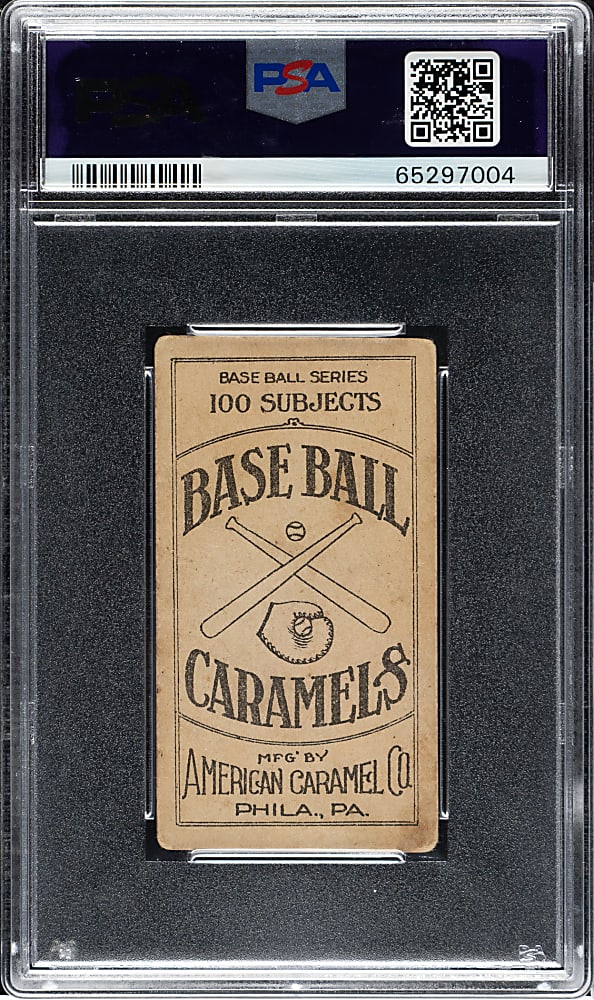 PSA
65297004
BASE BALL SERIES
100 SUBJECTS
BASE BALL
CARAMELS
MFG' BY
AMERICAN CARAMEL CO
PHILA., PA.